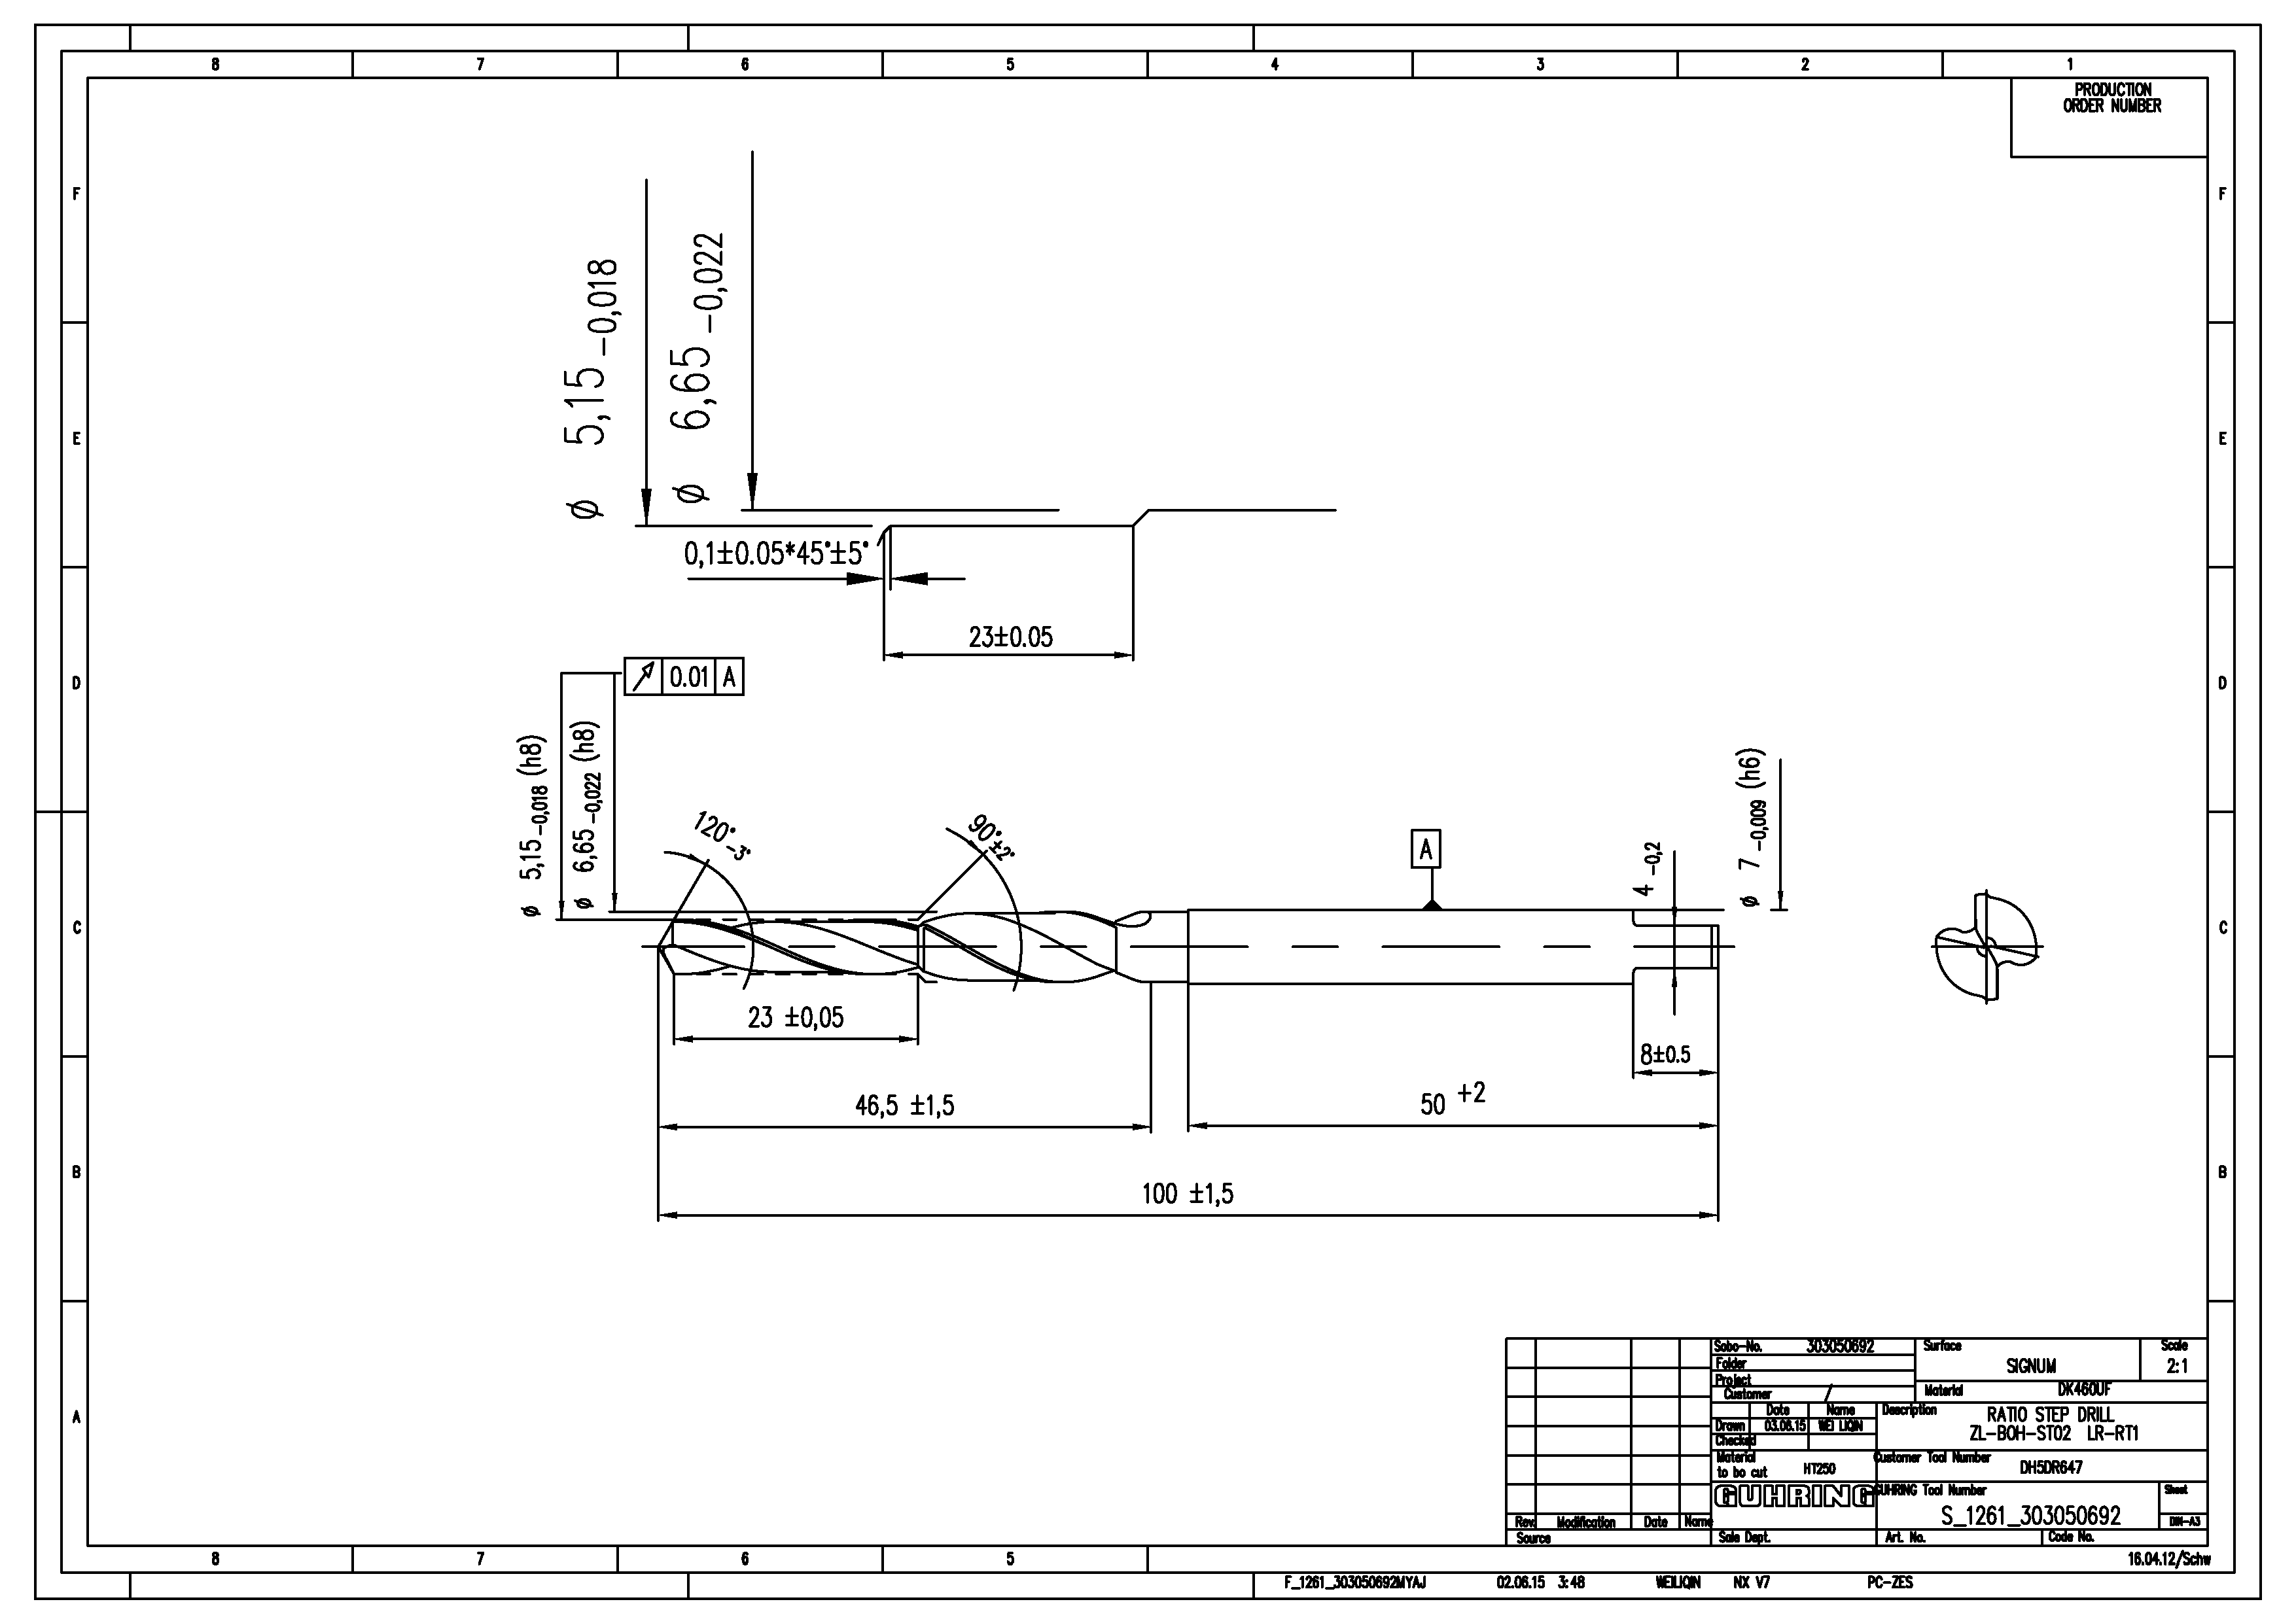 8 7 6 5 4 3 2 1
PRODUCTION
ORDER NUMBER
F F
E E
D D
C C
B B
A
ø 5,15 -0,018
ø 6,65 -0,022
0,1±0.05*45°±5°
23±0.05
0.01 A
ø 5,15 -0,018 (h8)
ø 6,65 -0,022 (h8)
120° -3°
90°±2°
A
4 -0,2
ø 7 -0,009 (h6)
23 ±0,05
8±0.5
46,5 ±1,5
50 +2
100 ±1,5
Sobo-No. 303050692
Folder
Project
Customer /
Surface
SIGNUM
Scale
2:1
Material DK460UF
Date Name
Drawn 03.06.15 WEI LIQIN
Checked
Description RATIO STEP DRILL
ZL-BOH-ST02 LR-RT1
Material
to bo cut HT250
Customer Tool Number
DH5DR647
GUHRING
GUHRING Tool Number
S_1261_303050692
Sheet
DIN-A3
Rev. Modification Date Name
Source
Sale Dept.
Art. No.
Code No.
8 7 6 5
16.04.12/Schw
F_1261_303050692MYAJ 02.06.15 3:48 WEILIQIN NX V7 PC-ZES